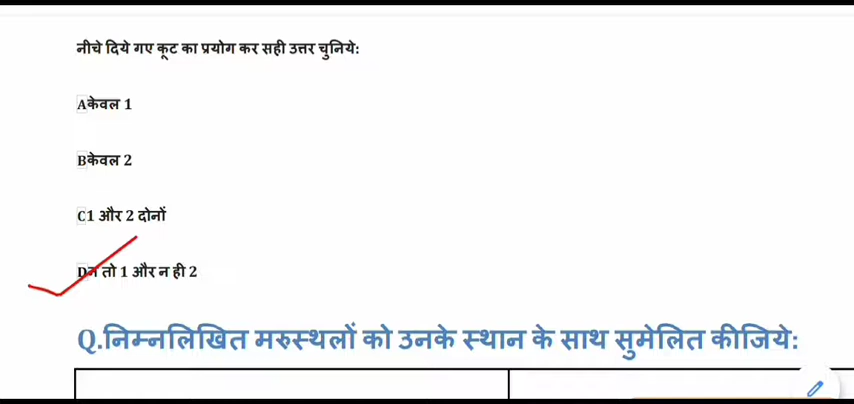 नीचे दिये गए कूट का प्रयोग कर सही उत्तर चुनिये:
Aकेवल 1
Bकेवल 2
C1 और 2 दोनों
Dन तो 1 और न ही 2
Q.निम्नलिखित मरुस्थलों को उनके स्थान के साथ सुमेलित कीजिये: